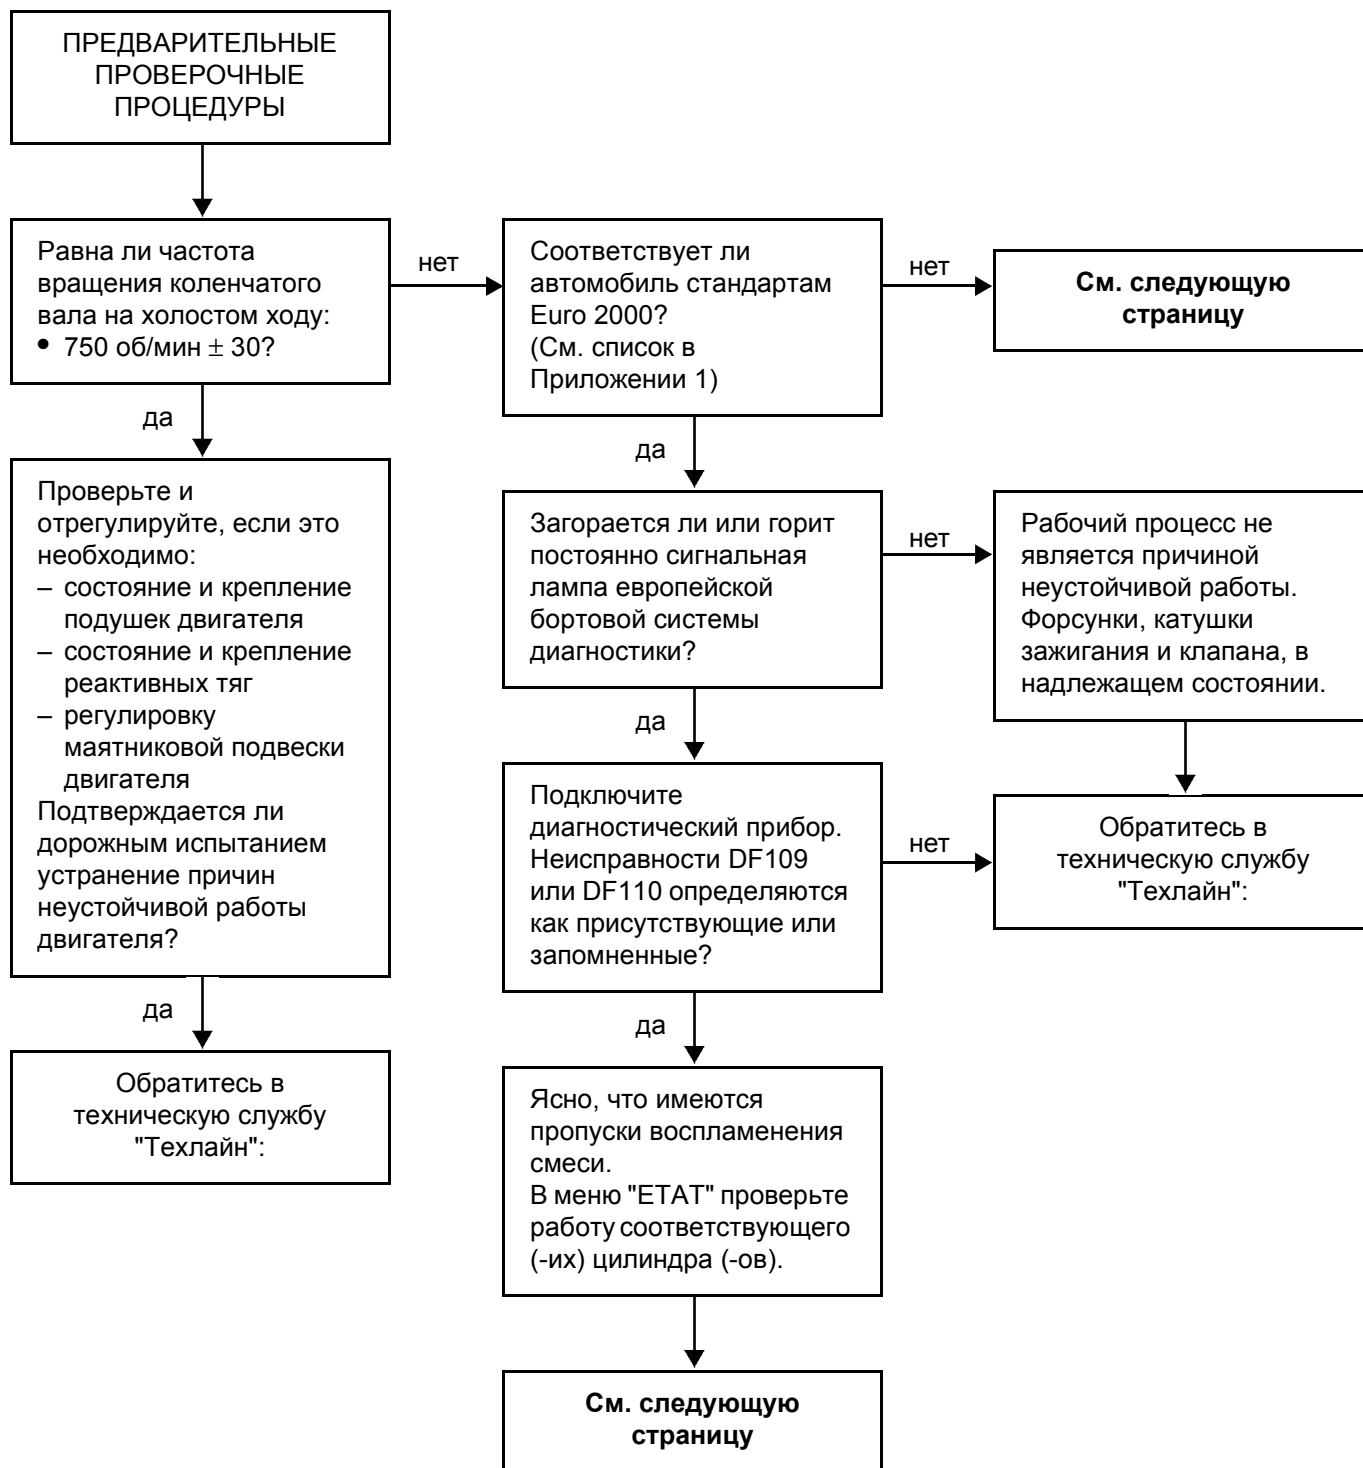 ПРЕДВАРИТЕЛЬНЫЕ
ПРОВЕРОЧНЫЕ
ПРОЦЕДУРЫ
Равна ли частота
вращения коленчатого
вала на холостом ходу:
• 750 об/мин ± 30?
нет
Соответствует ли
автомобиль стандартам
Euro 2000?
(См. список в
Приложении 1)
нет
См. следующую
страницу
да
Проверьте и
отрегулируйте, если это
необходимо:
– состояние и крепление
подушек двигателя
– состояние и крепление
реактивных тяг
– регулировку
маятниковой подвески
двигателя
Подтверждается ли
дорожным испытанием
устранение причин
неустойчивой работы
двигателя?
да
Обратитесь в
техническую службу
"Техлайн":
да
Загорается ли или горит
постоянно сигнальная
лампа европейской
бортовой системы
диагностики?
нет
Рабочий процесс не
является причиной
неустойчивой работы.
Форсунки, катушки
зажигания и клапана, в
надлежащем состоянии.
да
Подключите
диагностический прибор.
Неисправности DF109
или DF110 определяются
как присутствующие или
запомненные?
нет
Обратитесь в
техническую службу
"Техлайн":
да
Ясно, что имеются
пропуски воспламенения
смеси.
В меню "ETAT" проверьте
работу соответствующего
(-их) цилиндра (-ов).
См. следующую
страницу